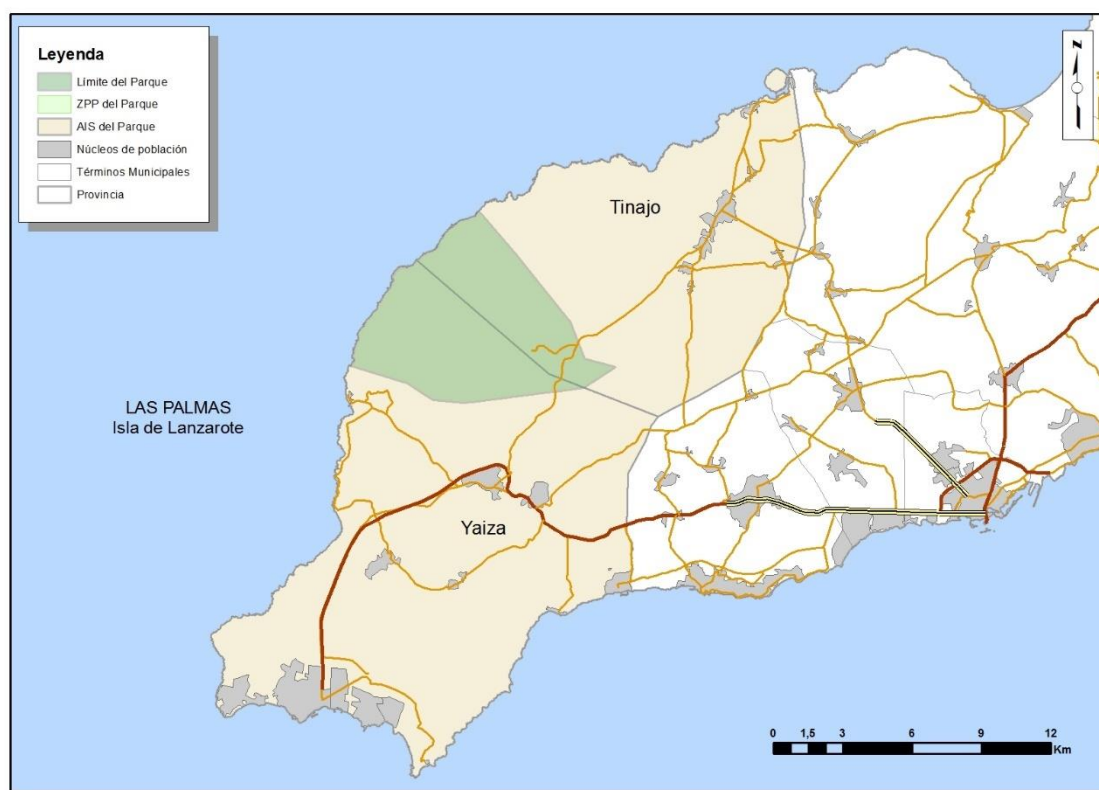 Leyenda
Límite del Parque
ZPP del Parque
AIS del Parque
Núcleos de población
Términos Municipales
Provincia
N
Tinajo
LAS PALMAS
Isla de Lanzarote
Yaiza
0 1,5 3 6 9 12
Km